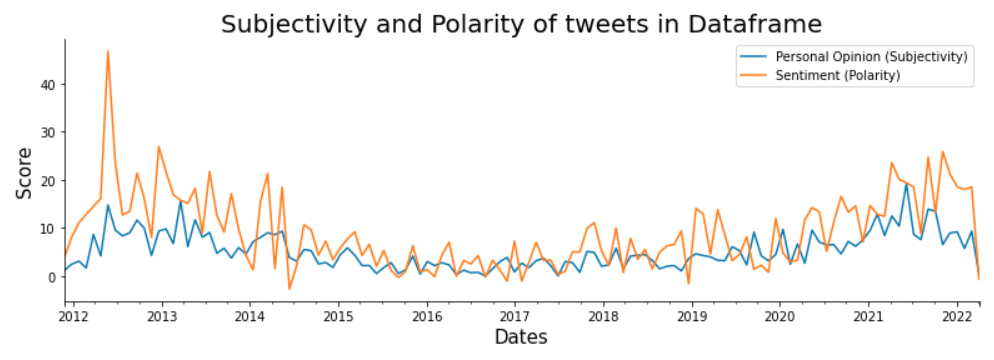 Subjectivity and Polarity of tweets in Dataframe
Personal Opinion (Subjectivity)
Sentiment (Polarity)
Score
40
30
20
10
0
2012 2013 2014 2015 2016 2017 2018 2019 2020 2021 2022
Dates